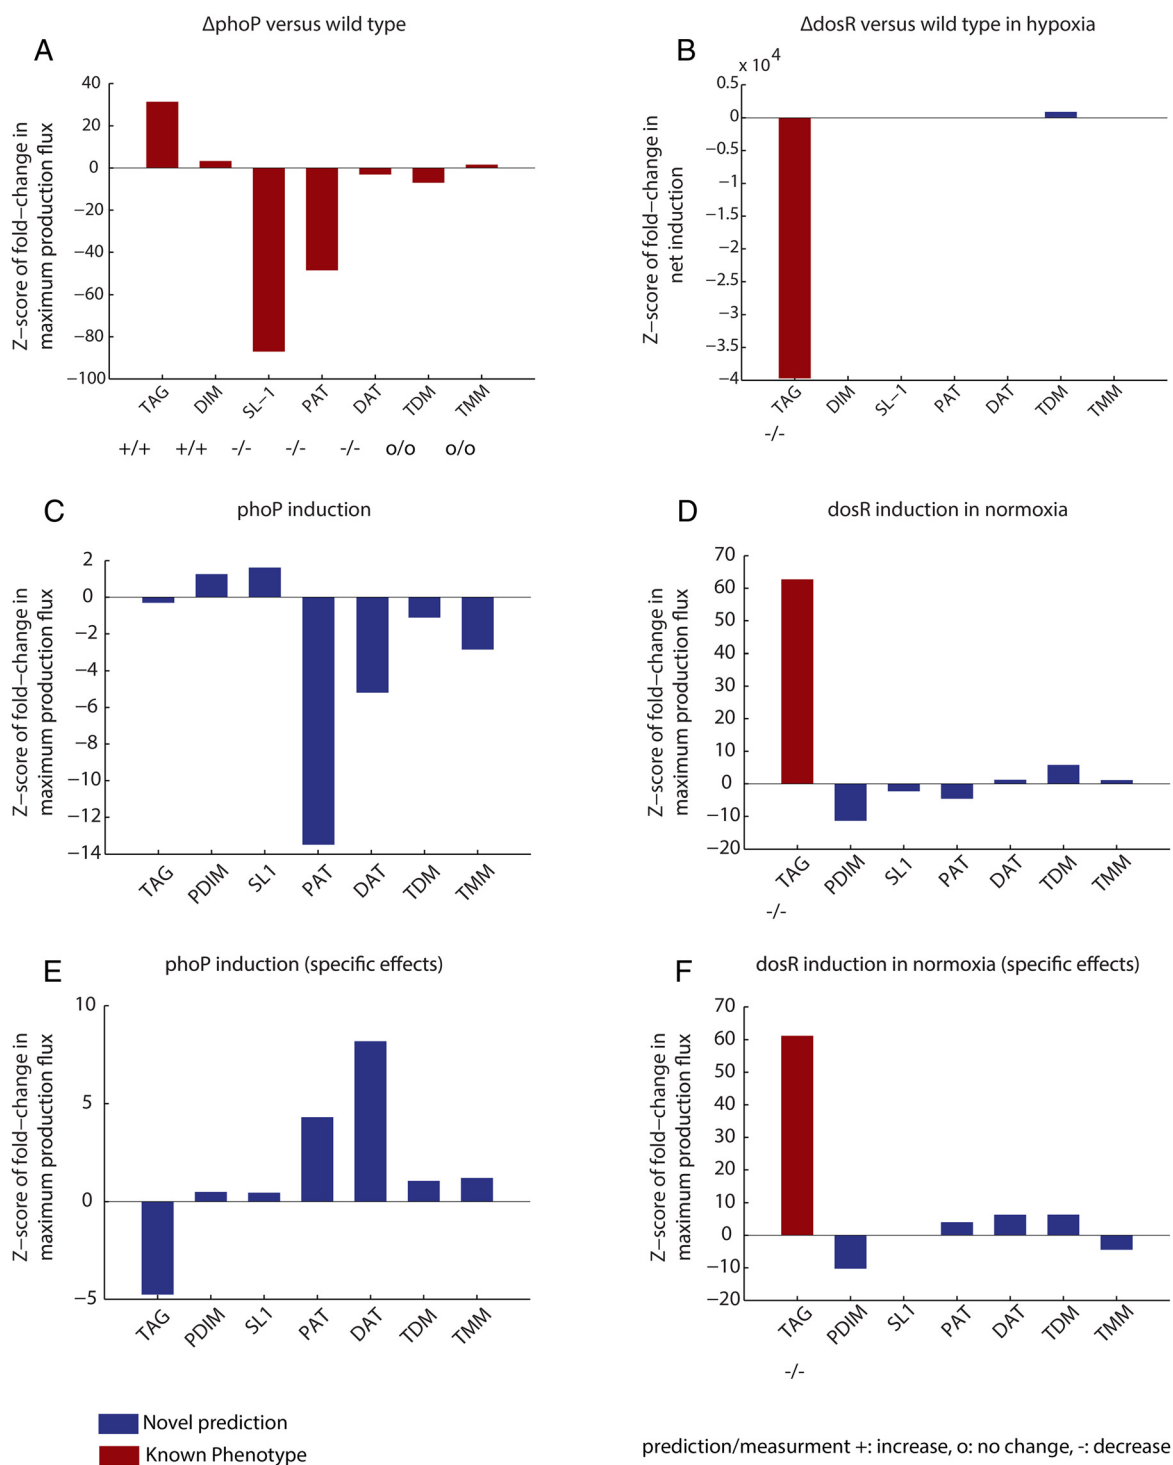 ΔphoP versus wild type
A
Z−score of fold−change in
maximum production flux
40
20
0
−20
−40
−60
−80
−100
TAG DIM SL−1 PAT DAT TDM TMM
+/+ +/+ -/- -/- -/- o/o o/o
ΔdosR versus wild type in hypoxia
B
x 10⁴
Z−score of fold−change in
net induction
0.5
0
−0.5
−1
−1.5
−2
−2.5
−3
−3.5
−4
TAG DIM SL−1 PAT DAT TDM TMM
-/-
phoP induction
C
Z−score of fold−change in
maximum production flux
2
0
−2
−4
−6
−8
−10
−12
−14
TAG PDIM SL1 PAT DAT TDM TMM
dosR induction in normoxia
D
Z−score of fold−change in
maximum production flux
70
60
50
40
30
20
10
0
−10
−20
TAG PDIM SL1 PAT DAT TDM TMM
-/-
phoP induction (specific effects)
E
Z−score of fold−change in
maximum production flux
10
5
0
−5
TAG PDIM SL1 PAT DAT TDM TMM
dosR induction in normoxia (specific effects)
F
Z−score of fold−change in
maximum production flux
70
60
50
40
30
20
10
0
−10
−20
TAG PDIM SL1 PAT DAT TDM TMM
-/-
Novel prediction
Known Phenotype
prediction/measurment +: increase, o: no change, -: decrease